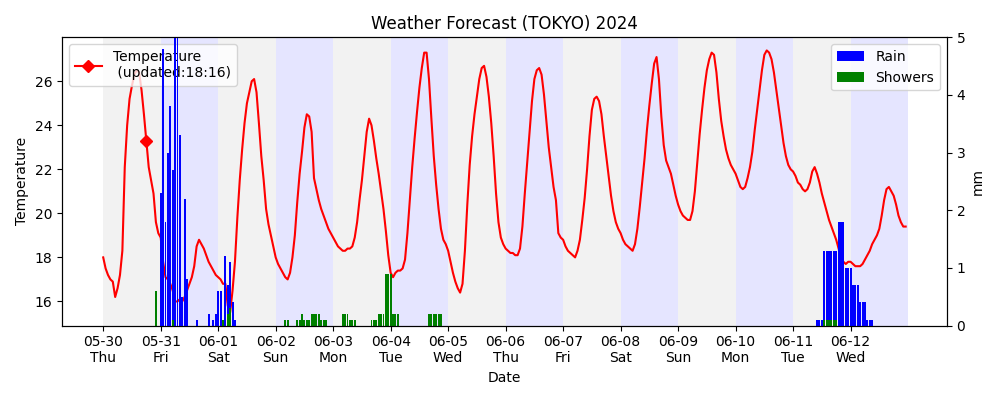 Weather Forecast (TOKYO) 2024
Temperature
(updated:18:16)
Rain
Showers
Temperature
26
24
22
20
18
16
5
4
3
2
1
0
mm
05-30 05-31 06-01 06-02 06-03 06-04 06-05 06-06 06-07 06-08 06-09 06-10 06-11 06-12
Thu Fri Sat Sun Mon Tue Wed Thu Fri Sat Sun Mon Tue Wed
Date